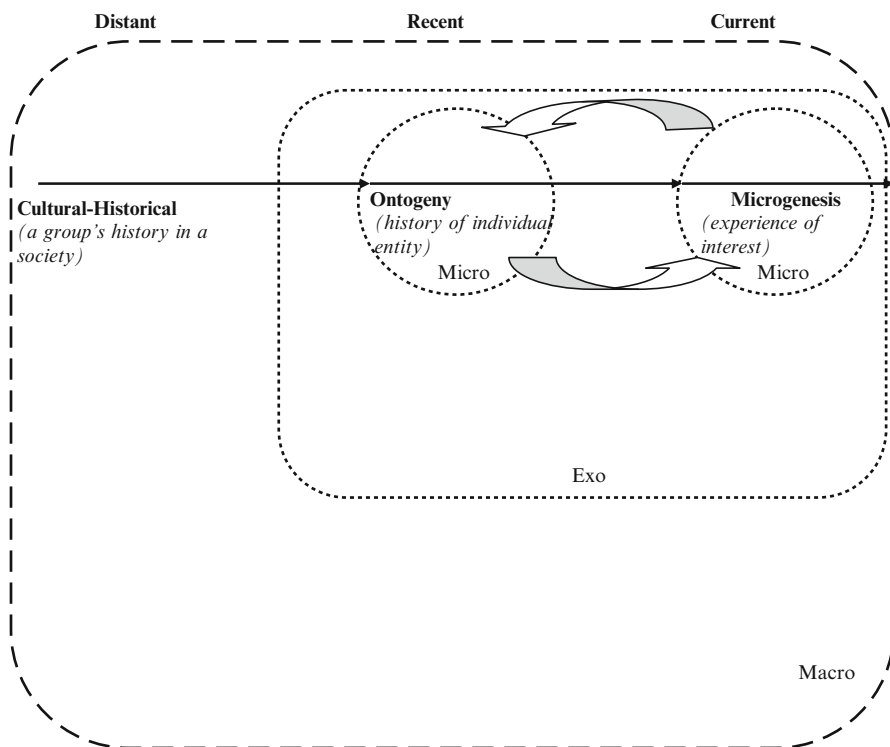 Distant Recent Current
Cultural-Historical
(a group's history in a
society)
Ontogeny
(history of individual
entity)
Micro
Microgenesis
(experience of
interest)
Micro
Exo
Macro